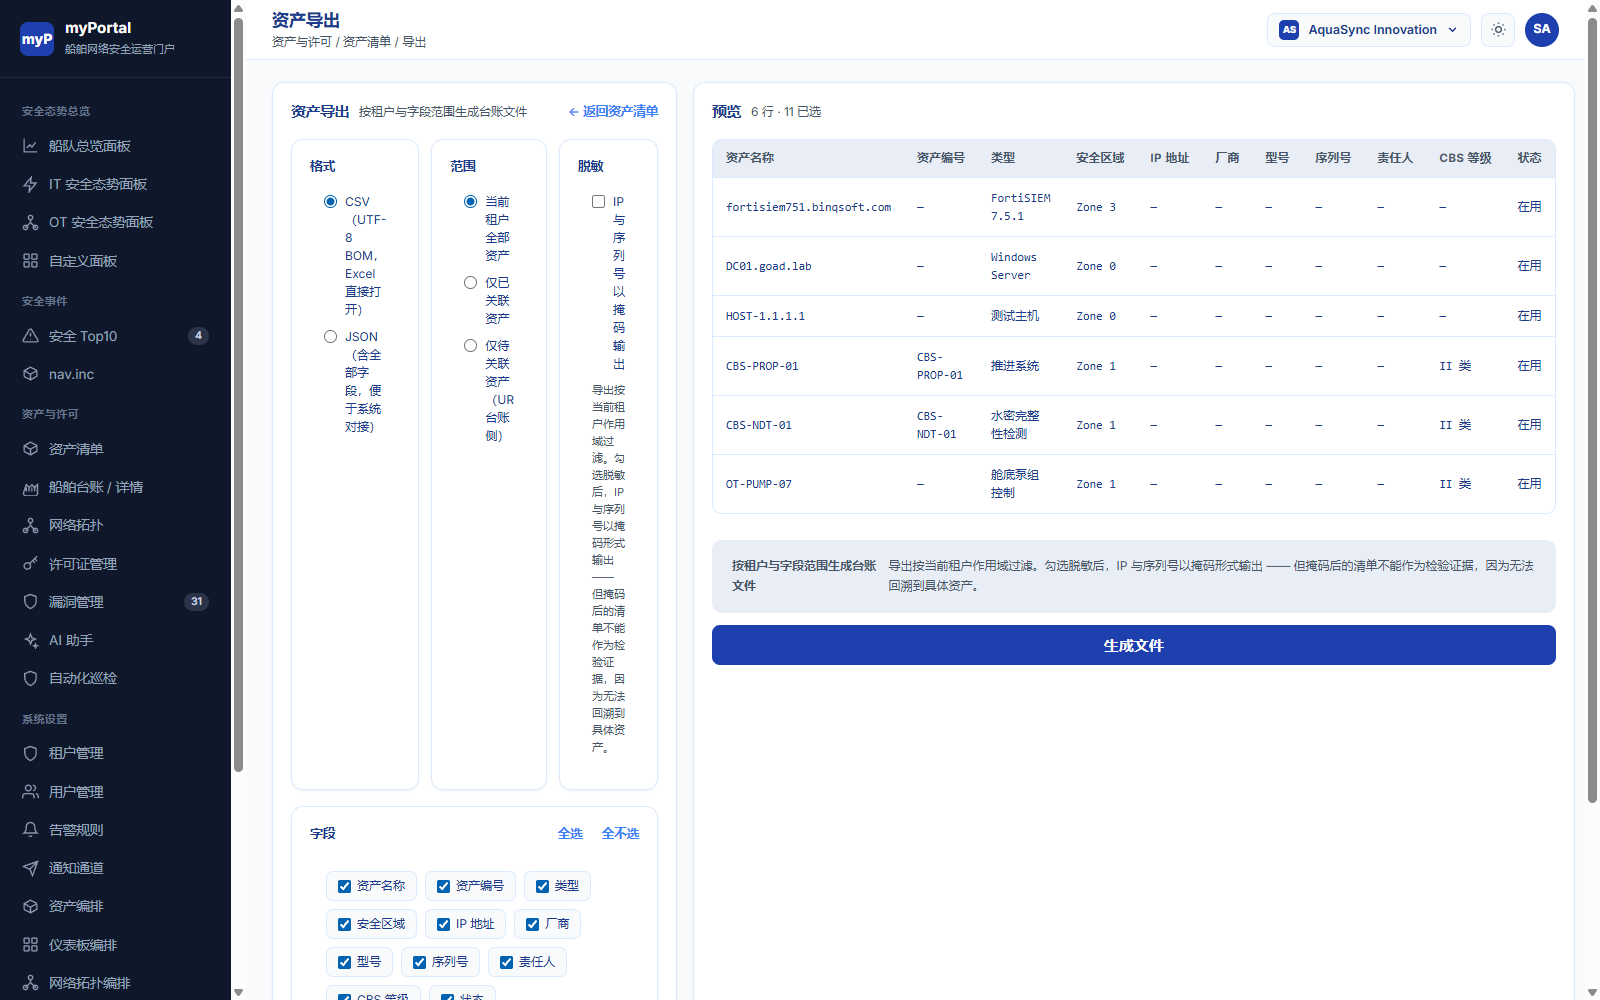 myP
myPortal
船舶网络安全运营门户
安全态势总览
船队总览面板
IT 安全态势面板
OT 安全态势面板
自定义面板
安全事件
安全 Top10
4
nav.inc
资产与许可
资产清单
船舶台账 / 详情
网络拓扑
许可证管理
漏洞管理
31
AI 助手
自动化巡检
系统设置
租户管理
用户管理
告警规则
通知通道
资产编排
仪表板编排
网络拓扑编排
资产导出
资产与许可 / 资产清单 / 导出
AS
AquaSync Innovation
SA
资产导出 按租户与字段范围生成台账文件
← 返回资产清单
格式
CSV
（UTF-
8
BOM，
Excel
直接打
开）
JSON
（含全
部字
段，便
于系统
对接）
范围
当前
租户
全部
资产
仅已
关联
资产
仅待
关联
资产
（UR
台账
侧）
脱敏
IP
与
序
列
号
以
掩
码
输
出
导出按
当前租
户作用
域过
滤。勾
选脱敏
后，IP
与序列
号以掩
码形式
输出
——
但掩码
后的清
单不能
作为检
验证
据，因
为无法
回溯到
具体资
产。
字段
全选
全不选
资产名称
资产编号
类型
安全区域
IP 地址
厂商
型号
序列号
责任人
CBS 等级
状态
预览 6 行 · 11 已选
资产名称 资产编号 类型 安全区域 IP 地址 厂商 型号 序列号 责任人 CBS 等级 状态
fortisiem751.binqsoft.com — FortiSIEM 7.5.1 Zone 3 — — — — — — 在用
DC01.goad.lab — Windows Server Zone 0 — — — — — — 在用
HOST-1.1.1.1 — 测试主机 Zone 0 — — — — — — 在用
CBS-PROP-01 CBS-PROP-01 推进系统 Zone 1 — — — — — II 类 在用
CBS-NDT-01 CBS-NDT-01 水密完整性检测 Zone 1 — — — — — II 类 在用
OT-PUMP-07 — 舱底泵组控制 Zone 1 — — — — — II 类 在用
按租户与字段范围生成台账
文件
导出按当前租户作用域过滤。勾选脱敏后，IP 与序列号以掩码形式输出 —— 但掩码后的清单不能作为检验证据，因为无法
回溯到具体资产。
生成文件